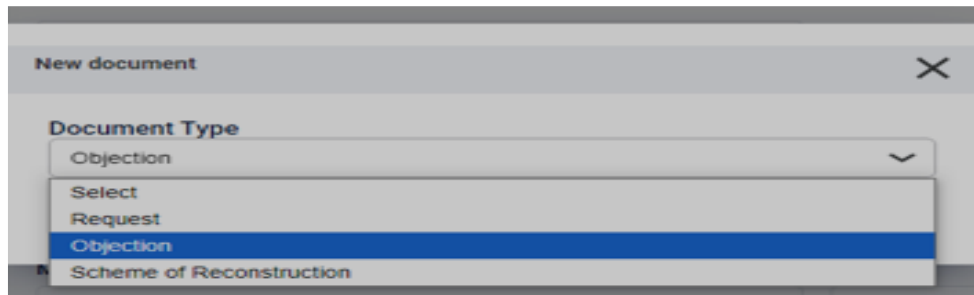 New document
Document Type
Objection
Select
Request
Objection
Scheme of Reconstruction